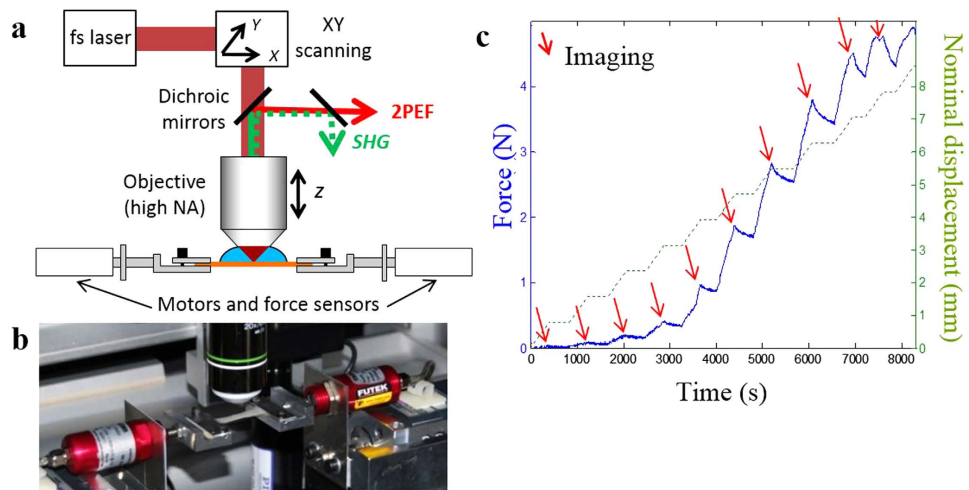 a
fs laser
Y
X
XY
scanning
Dichroic
mirrors
2PEF
SHG
Objective
(high NA)
z
Motors and force sensors
b
20x
FUTEK
c
Imaging
Force (N)
0
1
2
3
4
Nominal displacement (mm)
0
1
2
3
4
5
6
7
8
0 1000 2000 3000 4000 5000 6000 7000 8000
Time (s)